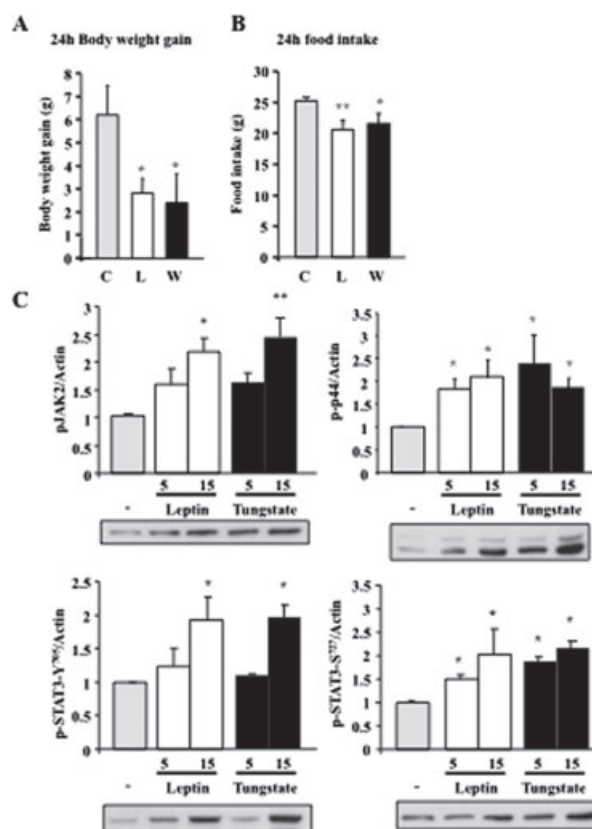 A
24h Body weight gain
Body weight gain (g)
8
7
6
5
4
3
2
1
0
*
*
C L W
B
24h food intake
Food intake (g)
30
25
20
15
10
5
0
**
*
C L W
C
pJAK2/Actin
3
2.5
2
1.5
1
0.5
0
*
**
5 15 5 15
- Leptin Tungstate
p-p44/Actin
3.5
3
2.5
2
1.5
1
0.5
0
*
*
*
*
5 15 5 15
- Leptin Tungstate
p-STAT3-Y⁷⁰⁵/Actin
2.5
2
1.5
1
0.5
0
*
*
5 15 5 15
- Leptin Tungstate
p-STAT3-S⁷²⁷/Actin
3
2.5
2
1.5
1
0.5
0
*
*
*
*
5 15 5 15
- Leptin Tungstate